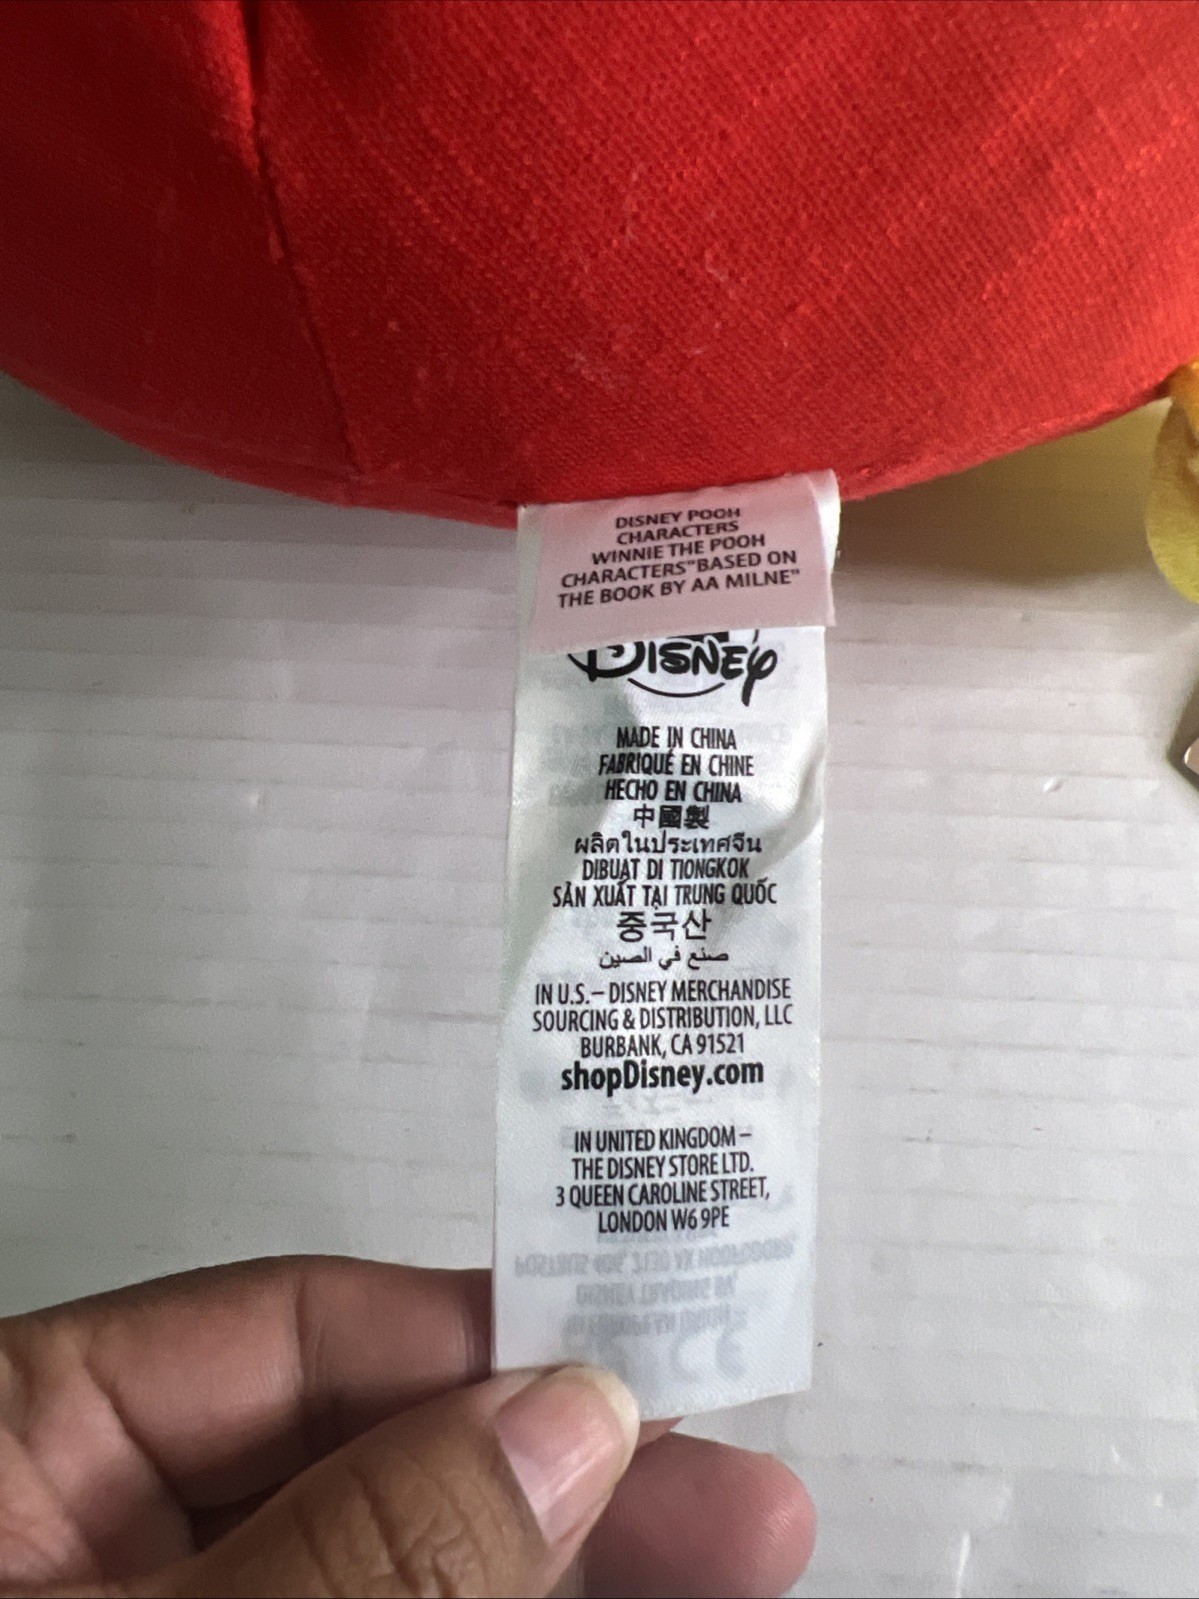 DISNEY POOH
CHARACTERS
WINNIE THE POOH
CHARACTERS"BASED ON
THE BOOK BY AA MILNE"
DISNEY
MADE IN CHINA
FABRIQUÉ EN CHINE
HECHO EN CHINA
中國製
ผลิตในประเทศจีน
DIBUAT DI TIONGKOK
SẢN XUẤT TẠI TRUNG QUỐC
중국산
صنع في الصين
IN U.S.– DISNEY MERCHANDISE
SOURCING & DISTRIBUTION, LLC
BURBANK, CA 91521
shopDisney.com
IN UNITED KINGDOM –
THE DISNEY STORE LTD.
3 QUEEN CAROLINE STREET,
LONDON W6 9PE